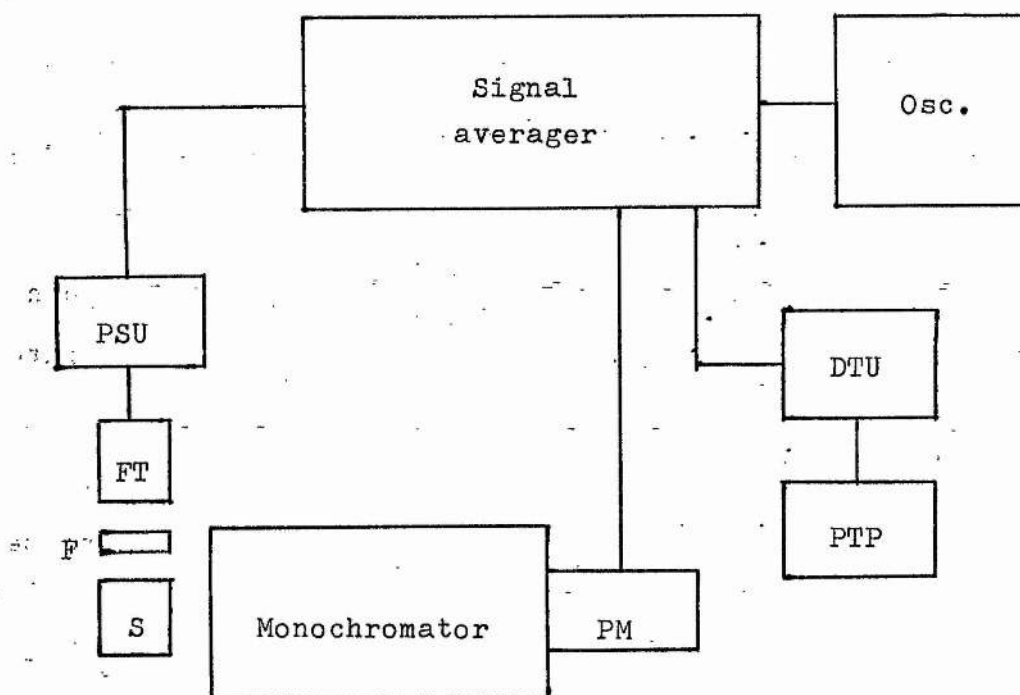 Signal
averager
Osc.
PSU
DTU
FT
PTP
F
S
Monochromator
PM